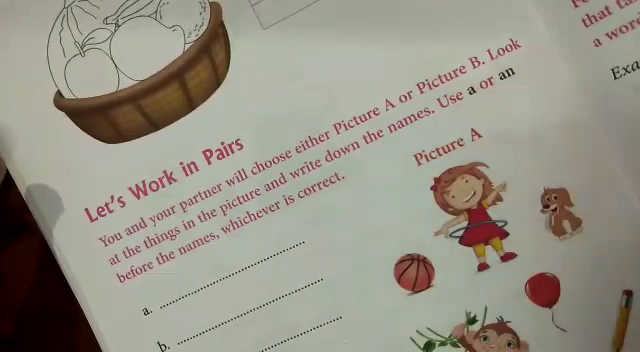 Let's Work in Pairs
You and your partner will choose either Picture A or Picture B. Look
at the things in the picture and write down the names. Use a or an
before the names, whichever is correct.
Picture A
a.
b.
that
a word
Exa